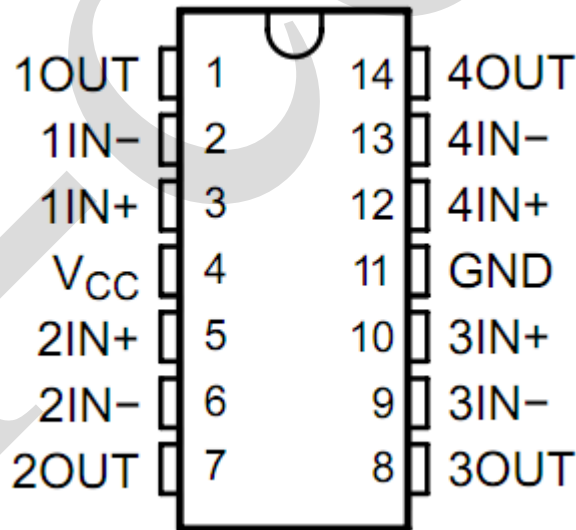 1OUT 1 14 4OUT
1IN− 2 13 4IN−
1IN+ 3 12 4IN+
VCC 4 11 GND
2IN+ 5 10 3IN+
2IN− 6 9 3IN−
2OUT 7 8 3OUT